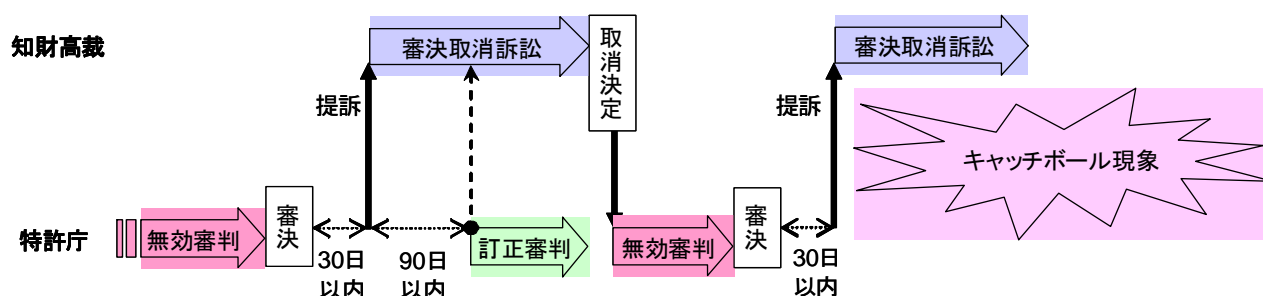 知財高裁
審決取消訴訟
取消決定
審決取消訴訟
提訴
提訴
キャッチボール現象
特許庁
無効審判
審決
30日
以内
90日
以内
訂正審判
無効審判
審決
30日
以内